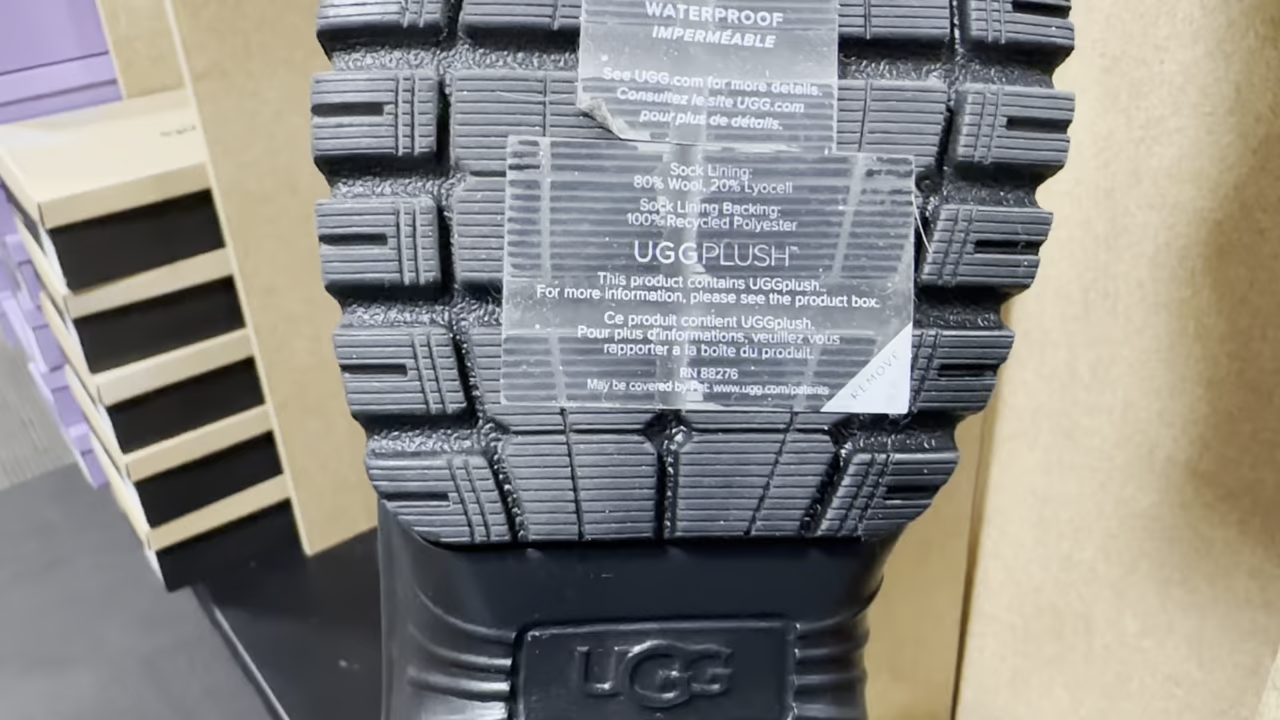 WATERPROOF
IMPERMÉABLE
See UGG.com for more details.
Consultez le site UGG.com
pour plus de détails.
Sock Lining:
80% Wool, 20% Lyocell
Sock Lining Backing:
100% Recycled Polyester
UGGPLUSH™
This product contains UGGplush.
For more information, please see the product box.
Ce produit contient UGGplush.
Pour plus d'informations, veuillez vous
rapporter a la boîte du produit.
RN 88276
May be covered by Pat: www.ugg.com/patents
REMOVE
UGG